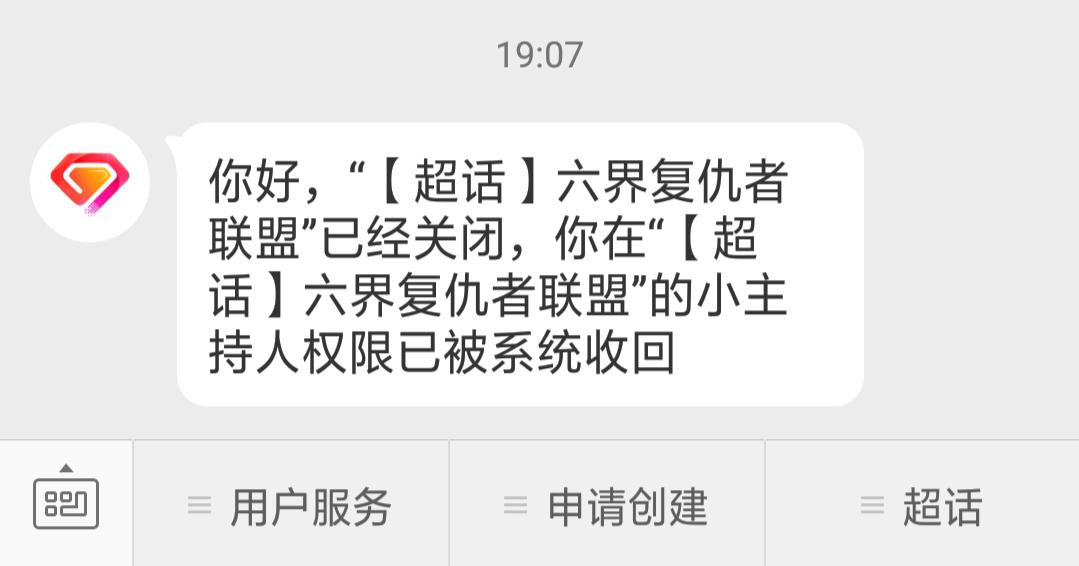 19:07
你好，“【 超话 】六界复仇者
联盟”已经关闭，你在“【 超
话 】六界复仇者联盟”的小主
持人权限已被系统收回
用户服务
申请创建
超话